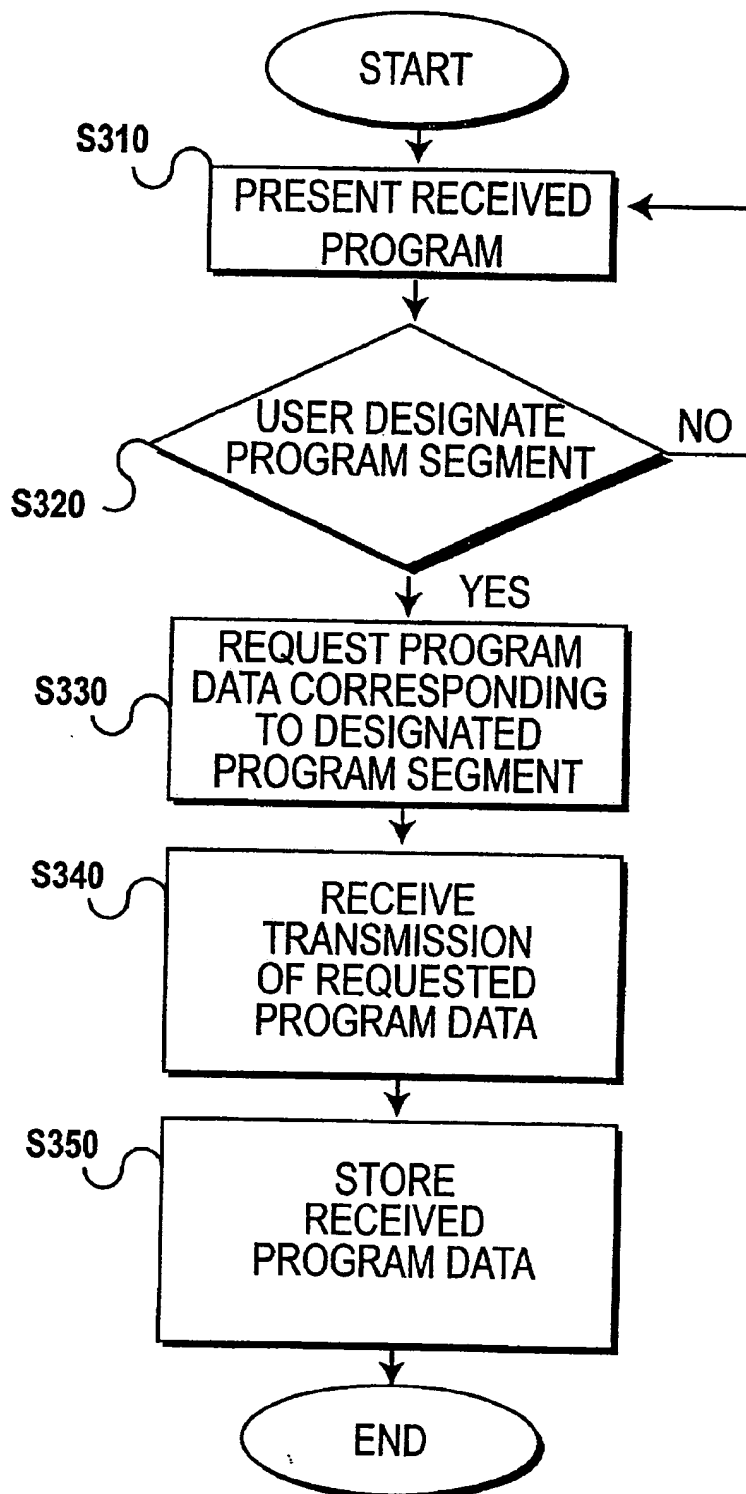 START
S310
PRESENT RECEIVED
PROGRAM
USER DESIGNATE
PROGRAM SEGMENT
NO
S320
YES
REQUEST PROGRAM
DATA CORRESPONDING
TO DESIGNATED
PROGRAM SEGMENT
S330
S340
RECEIVE
TRANSMISSION
OF REQUESTED
PROGRAM DATA
S350
STORE
RECEIVED
PROGRAM DATA
END